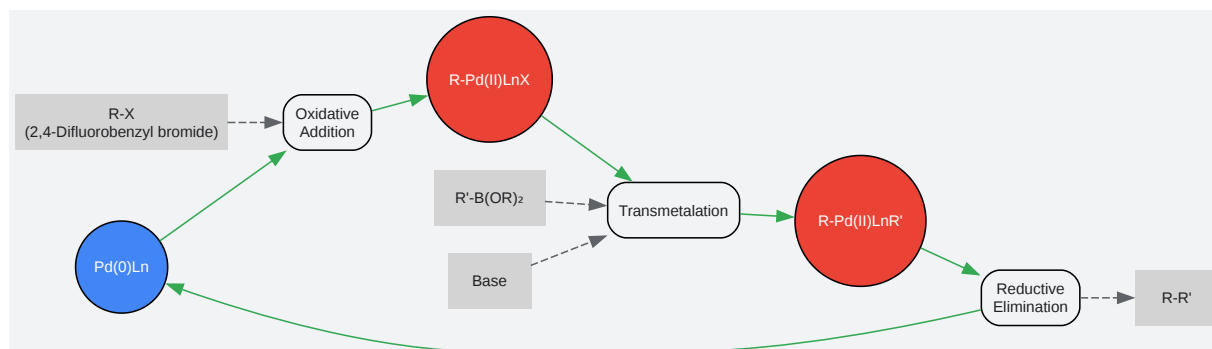 R-X
(2,4-Difluorobenzyl bromide)
Oxidative
Addition
R-Pd(II)LnX
R'-B(OR)₂
Transmetalation
R-Pd(II)LnR'
Pd(0)Ln
Base
Reductive
Elimination
R-R'